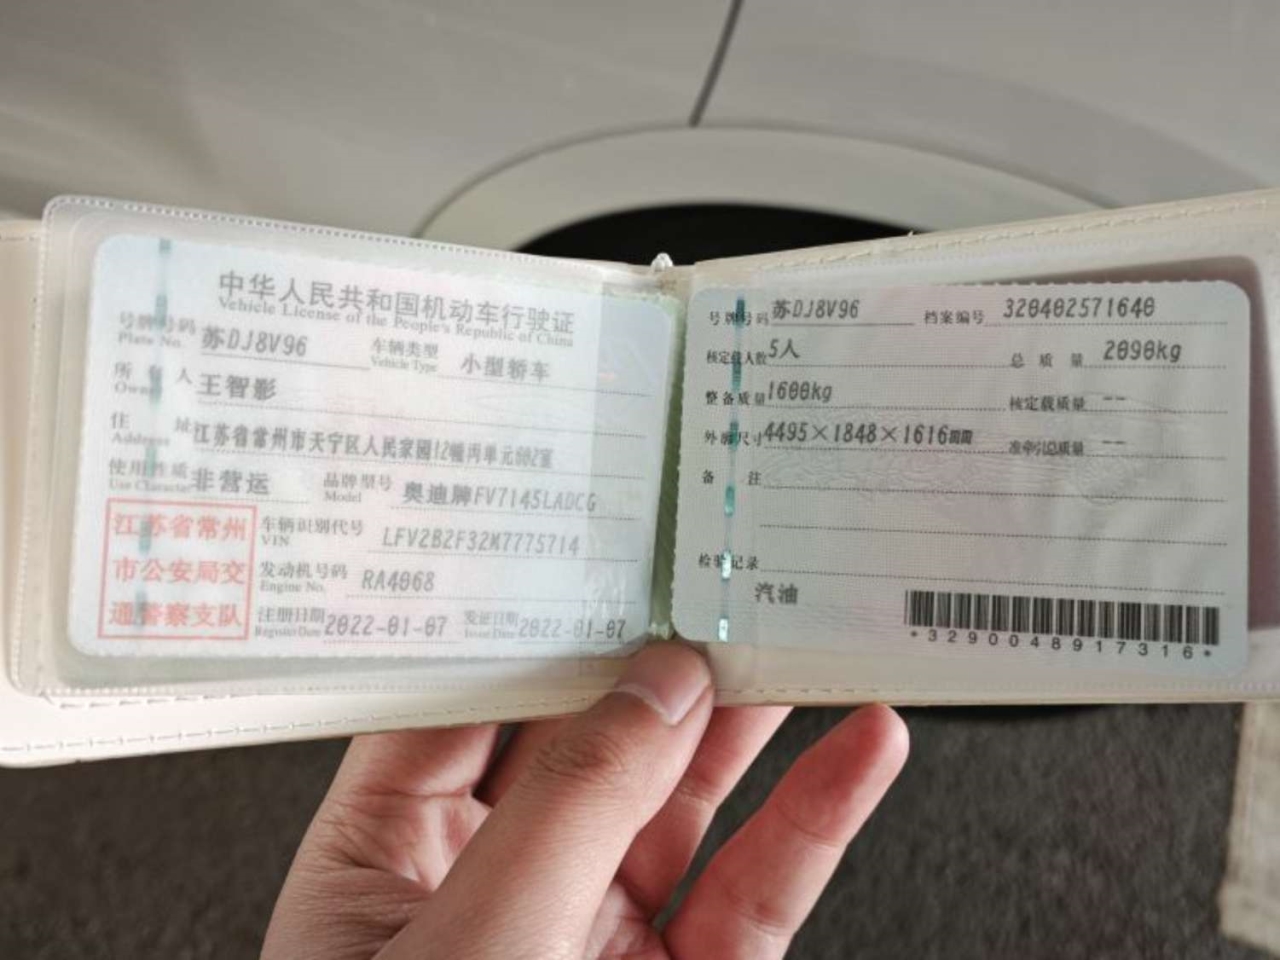 中华人民共和国机动车行驶证
Vehicle License of the People's Republic of China
号牌号码 苏DJ8V96 车辆类型 小型轿车
Plate No. Vehicle Type
所有人 王智影
Owner
住址 江苏省常州市天宁区人民家园12幢丙单元602室
Address
使用性质 非营运 品牌型号 奥迪牌FV7145LADCG
Use Character Model
江苏省常州
市公安局交
通警察支队
车辆识别代号 LFV2B2F32M7775714
VIN
发动机号码 RA4068
Engine No.
注册日期 2022-01-07 发证日期 2022-01-07
Register Date Issue Date
号牌号码 苏DJ8V96 档案编号 320402571640
核定载人数 5人 总质量 2090kg
整备质量 1600kg 核定载质量 --
外廓尺寸 4495×1848×1616mm 准牵引总质量 --
备注
检验记录
汽油
*3290048917316*